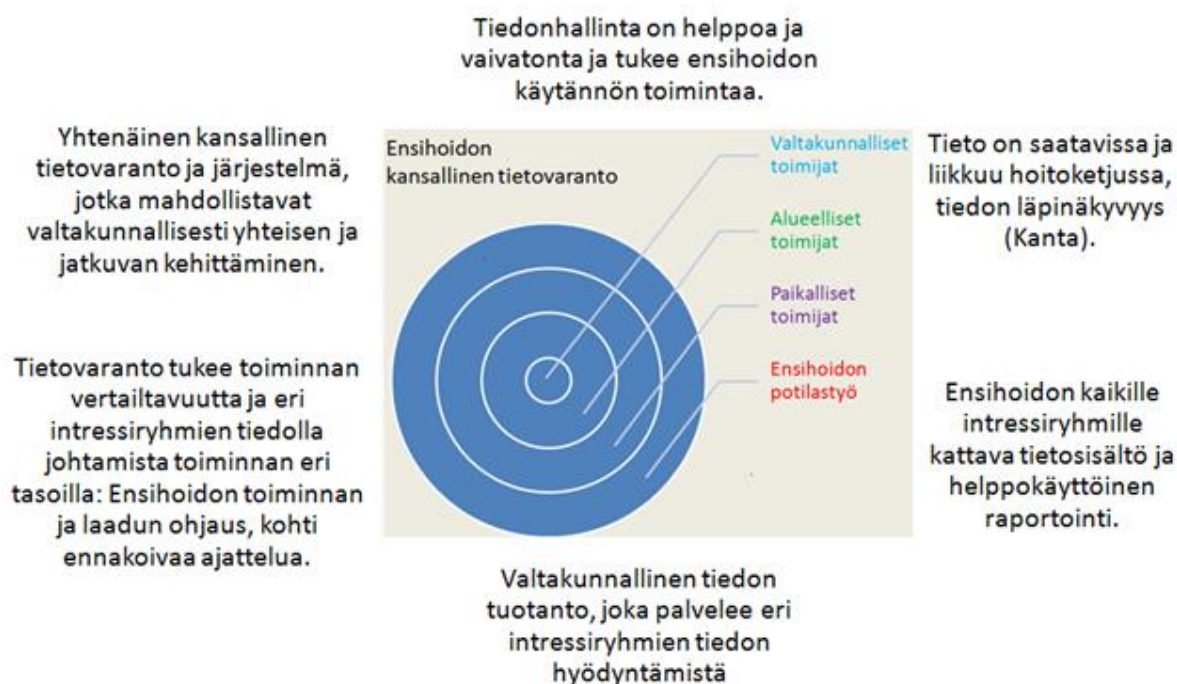 Tiedonhallinta on helppoa ja
vaivatonta ja tukee ensihoidon
käytännön toimintaa.
Yhtenäinen kansallinen
tietovaranto ja järjestelmä,
jotka mahdollistavat
valtakunnallisesti yhteisen ja
jatkuvan kehittäminen.
Ensihoidon
kansallinen tietovaranto
Valtakunnalliset
toimijat
Alueelliset
toimijat
Paikalliset
toimijat
Ensihoidon
potilastyö
Tieto on saatavissa ja
liikkuu hoitoketjussa,
tiedon läpinäkyvyys
(Kanta).
Tietovaranto tukee toiminnan
vertailtavuutta ja eri
intressiryhmien tiedolla
johtamista toiminnan eri
tasoilla: Ensihoidon toiminnan
ja laadun ohjaus, kohti
ennakoivaa ajattelua.
Ensihoidon kaikille
intressiryhmille
kattava tietosisältö ja
helppokäyttöinen
raportointi.
Valtakunnallinen tiedon
tuotanto, joka palvelee eri
intressiryhmien tiedon
hyödyntämistä